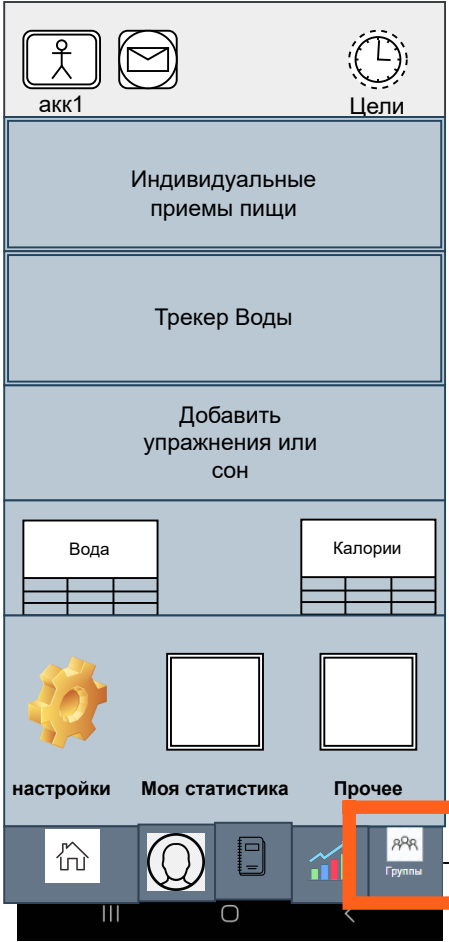 акк1
Цели
Индивидуальные
приемы пищи
Трекер Воды
Добавить
упражнения или
сон
Вода
Калории
настройки
Моя статистика
Прочее
Группы